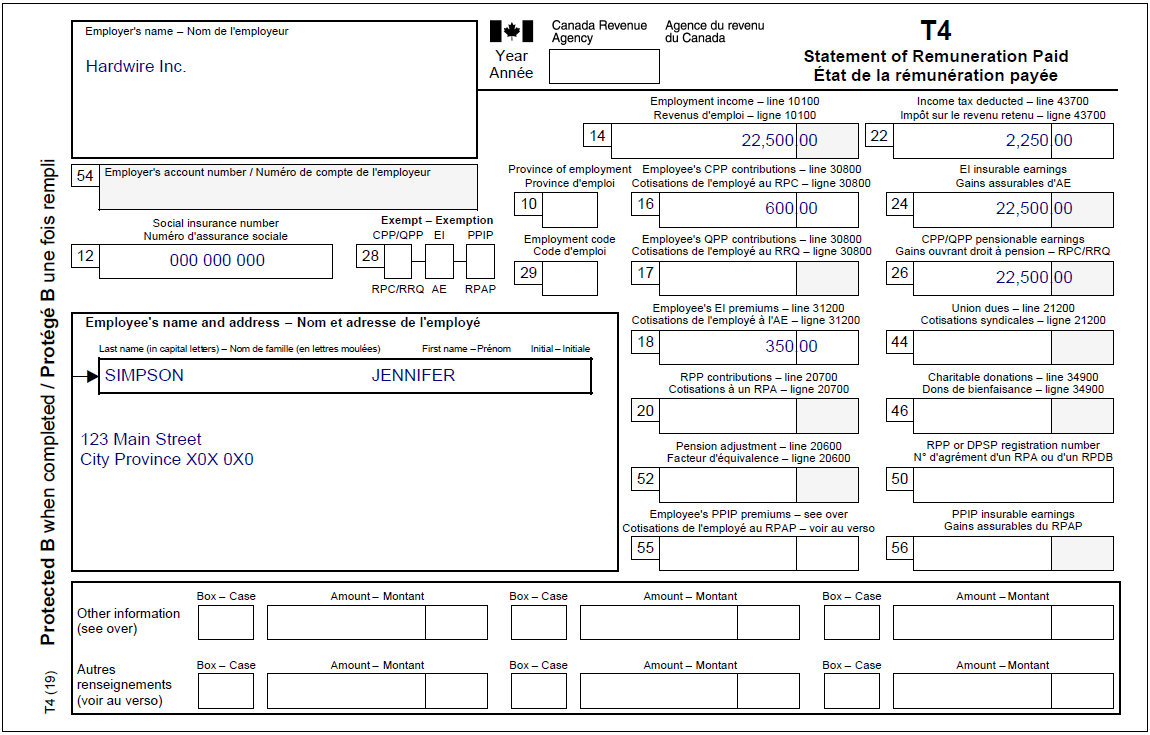 Employer's name – Nom de l'employeur
Hardwire Inc.
Canada Revenue Agency
Agence du revenu du Canada
Year
Année
T4
Statement of Remuneration Paid
État de la rémunération payée
Employment income – line 10100
Revenus d'emploi – ligne 10100
14 22,500.00
Income tax deducted – line 43700
Impôt sur le revenu retenu – ligne 43700
22 2,250.00
54 Employer's account number / Numéro de compte de l'employeur
Province of employment
Province d'emploi
10
Employee's CPP contributions – line 30800
Cotisations de l'employé au RPC – ligne 30800
16 600.00
EI insurable earnings
Gains assurables d'AE
24 22,500.00
Social insurance number
Numéro d'assurance sociale
12 000 000 000
Exempt – Exemption
CPP/QPP EI PPIP
28
RPC/RRQ AE RPAP
Employment code
Code d'emploi
29
Employee's QPP contributions – line 30800
Cotisations de l'employé au RRQ – ligne 30800
17
CPP/QPP pensionable earnings
Gains ouvrant droit à pension – RPC/RRQ
26 22,500.00
Employee's name and address – Nom et adresse de l'employé
Last name (in capital letters) – Nom de famille (en lettres moulées) First name – Prénom Initial – Initiale
SIMPSON JENNIFER
123 Main Street
City Province X0X 0X0
Employee's EI premiums – line 31200
Cotisations de l'employé à l'AE – ligne 31200
18 350.00
Union dues – line 21200
Cotisations syndicales – ligne 21200
44
RPP contributions – line 20700
Cotisations à un RPA – ligne 20700
20
Charitable donations – line 34900
Dons de bienfaisance – ligne 34900
46
Pension adjustment – line 20600
Facteur d'équivalence – ligne 20600
52
RPP or DPSP registration number
N° d'agrément d'un RPA ou d'un RPDB
50
Employee's PPIP premiums – see over
Cotisations de l'employé au RPAP – voir au verso
55
PPIP insurable earnings
Gains assurables du RPAP
56
Box – Case Amount – Montant Box – Case Amount – Montant Box – Case Amount – Montant
Other information
(see over)
Box – Case Amount – Montant Box – Case Amount – Montant Box – Case Amount – Montant
Autres
renseignements
(voir au verso)
T4 (19) Protected B when completed / Protégé B une fois rempli